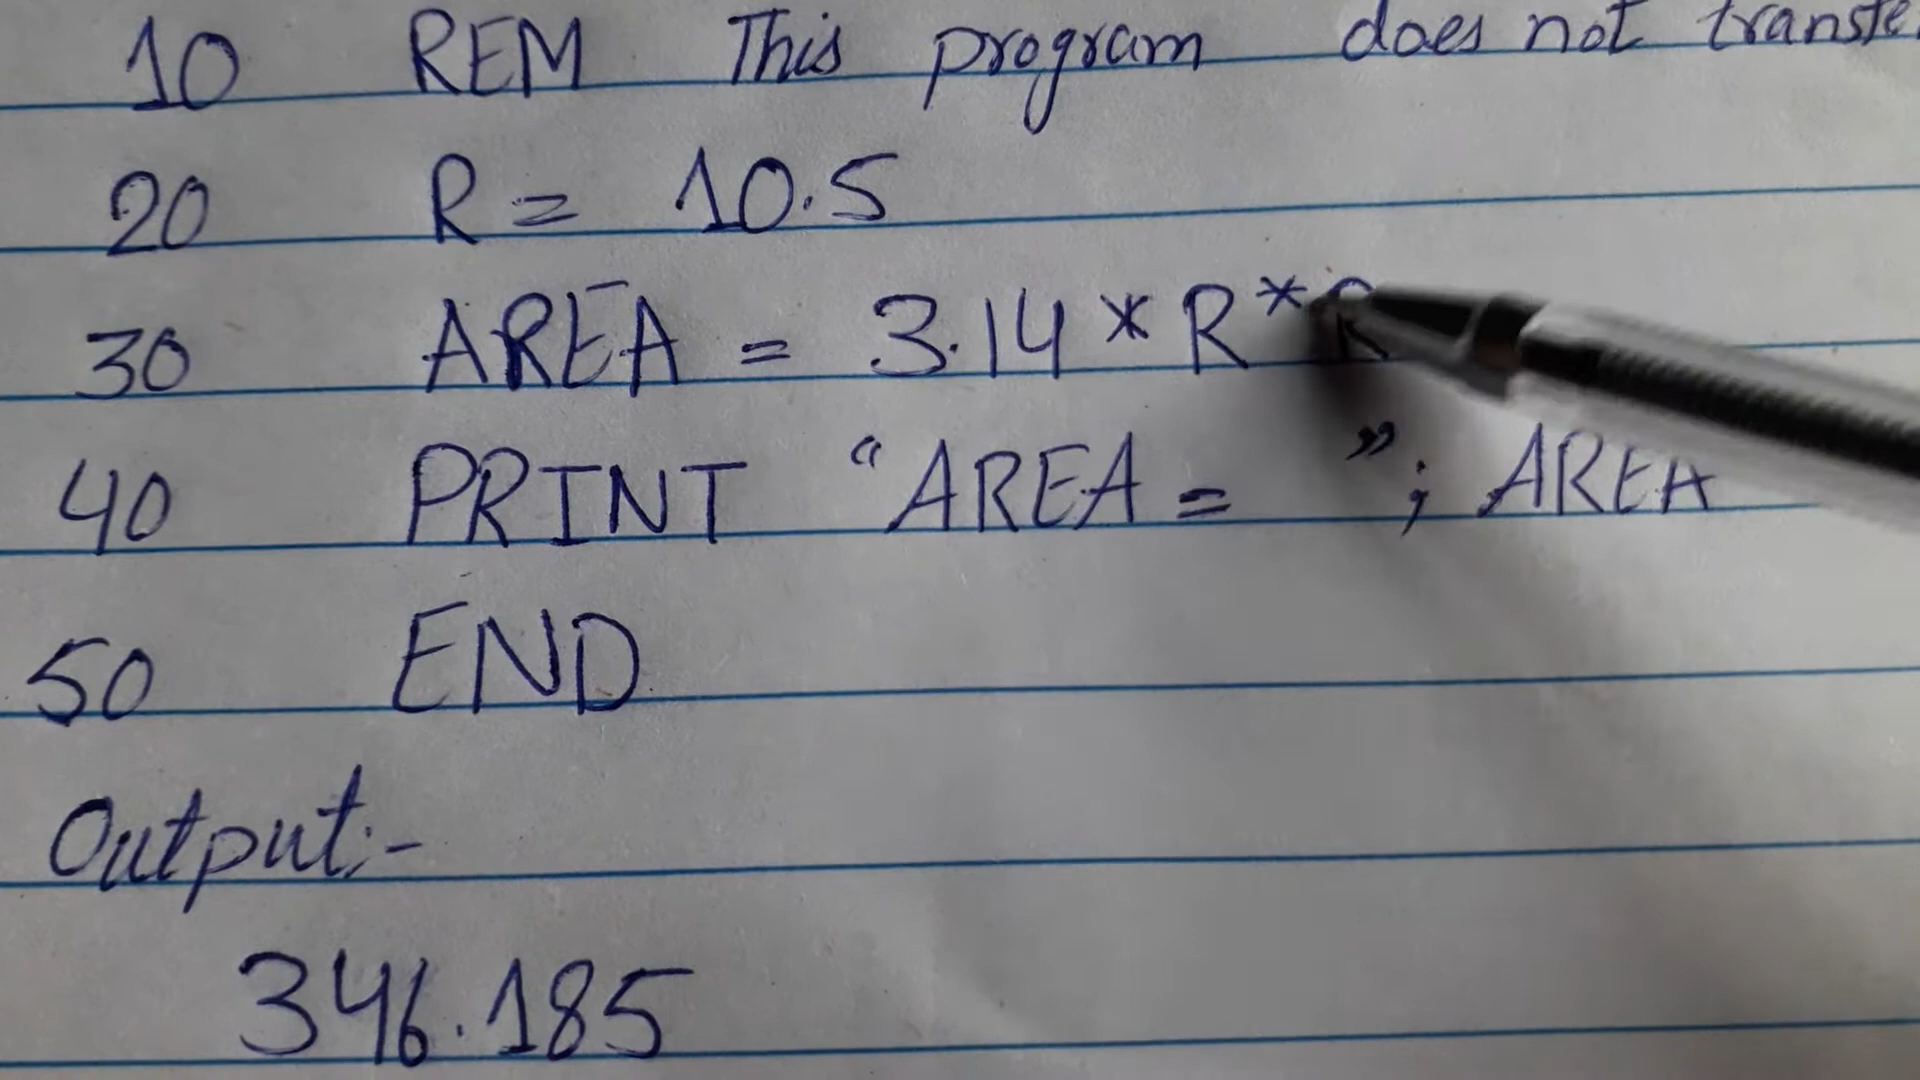 10 REM This program does not transfe
20 R = 10.5
30 AREA = 3.14 * R * R
40 PRINT “AREA = ”; AREA
50 END
Output:-
346.185